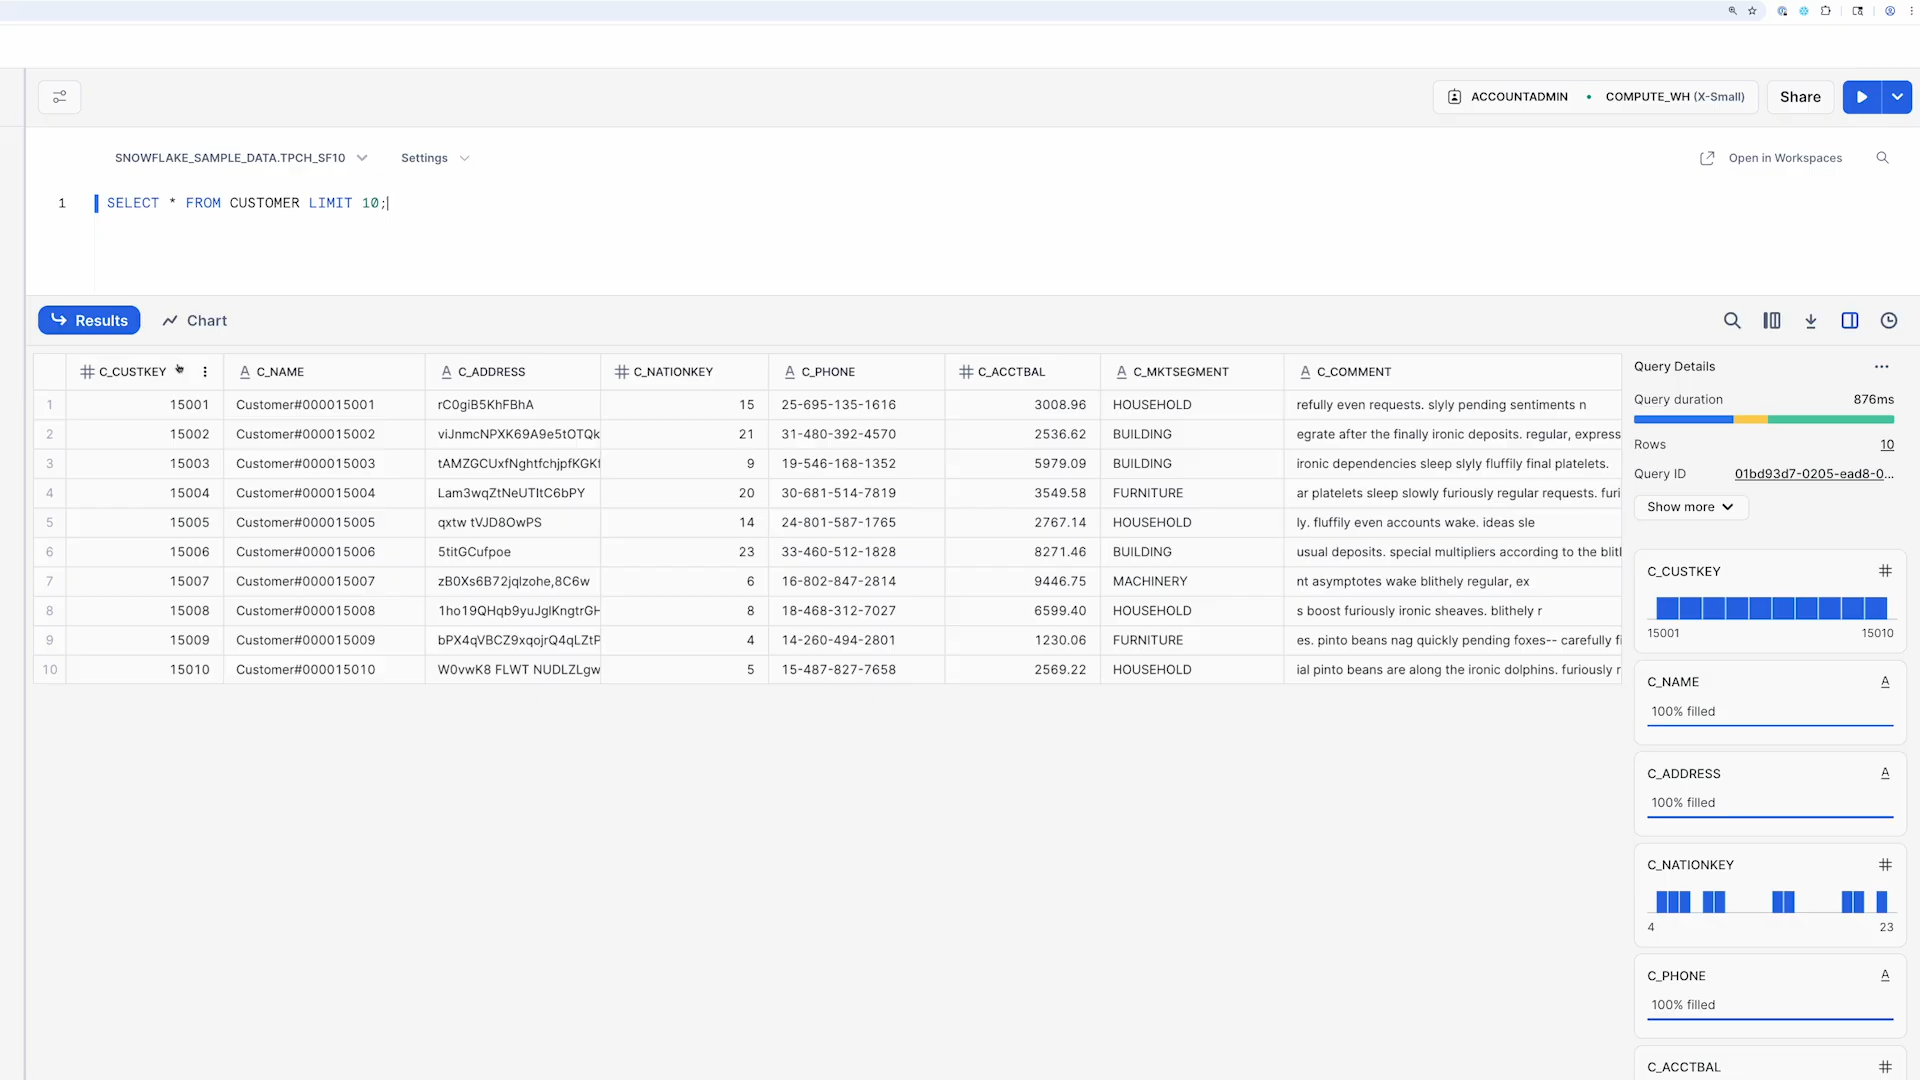 ACCOUNTADMIN • COMPUTE_WH (X-Small) Share
SNOWFLAKE_SAMPLE_DATA.TPCH_SF10 Settings Open in Workspaces
1 SELECT * FROM CUSTOMER LIMIT 10;
Results Chart
C_CUSTKEY C_NAME C_ADDRESS C_NATIONKEY C_PHONE C_ACCTBAL C_MKTSEGMENT C_COMMENT
1 15001 Customer#000015001 rC0giB5KhFBhA 15 25-695-135-1616 3008.96 HOUSEHOLD refully even requests. slyly pending sentiments n
2 15002 Customer#000015002 viJnmcNPXK69A9e5tOTQk 21 31-480-392-4570 2536.62 BUILDING egrate after the finally ironic deposits. regular, express
3 15003 Customer#000015003 tAMZGCUxfNghtfchjpfKGKf 9 19-546-168-1352 5979.09 BUILDING ironic dependencies sleep slyly fluffily final platelets.
4 15004 Customer#000015004 Lam3wqZtNeUTItC6bPY 20 30-681-514-7819 3549.58 FURNITURE ar platelets sleep slowly furiously regular requests. furi
5 15005 Customer#000015005 qxtw tVJD8OwPS 14 24-801-587-1765 2767.14 HOUSEHOLD ly. fluffily even accounts wake. ideas sle
6 15006 Customer#000015006 5titGCufpoe 23 33-460-512-1828 8271.46 BUILDING usual deposits. special multipliers according to the blitl
7 15007 Customer#000015007 zB0Xs6B72jqlzohe,8C6w 6 16-802-847-2814 9446.75 MACHINERY nt asymptotes wake blithely regular, ex
8 15008 Customer#000015008 1ho19QHqb9yuJglKngtrGH 8 18-468-312-7027 6599.40 HOUSEHOLD s boost furiously ironic sheaves. blithely r
9 15009 Customer#000015009 bPX4qVBCZ9xqojrQ4qLZtP 4 14-260-494-2801 1230.06 FURNITURE es. pinto beans nag quickly pending foxes-- carefully fi
10 15010 Customer#000015010 W0vwK8 FLWT NUDLZLgw 5 15-487-827-7658 2569.22 HOUSEHOLD ial pinto beans are along the ironic dolphins. furiously r
Query Details ...
Query duration 876ms
Rows 10
Query ID 01bd93d7-0205-ead8-0...
Show more
C_CUSTKEY
15001 15010
C_NAME
100% filled
C_ADDRESS
100% filled
C_NATIONKEY
4 23
C_PHONE
100% filled
C_ACCTBAL